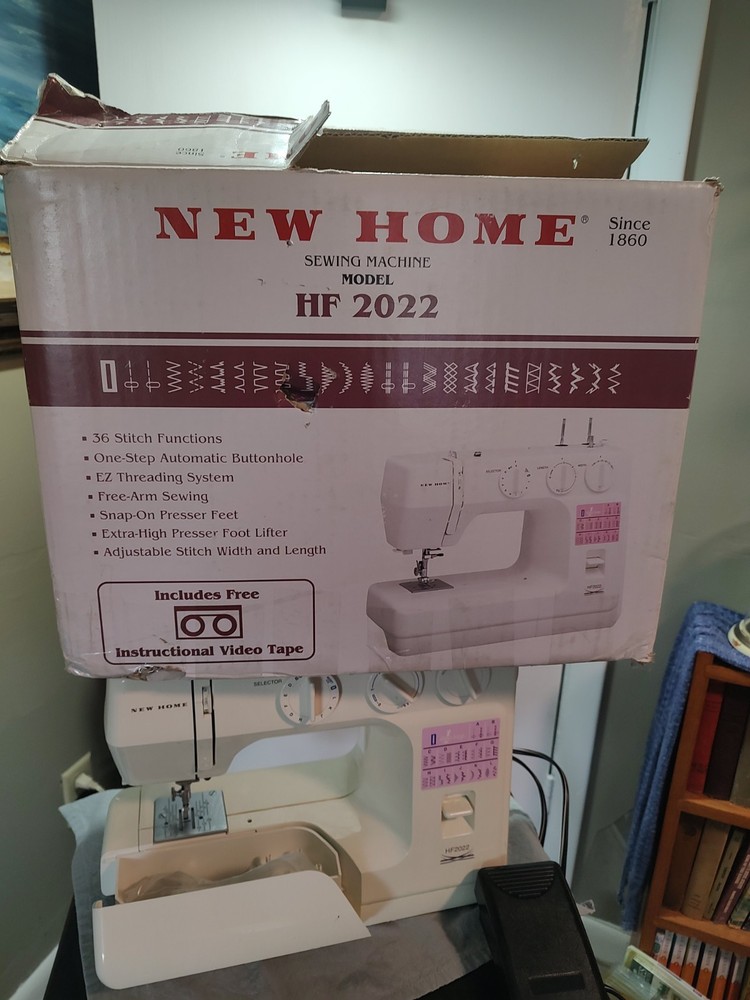 NEW HOME®
Since
1860
SEWING MACHINE
MODEL
HF 2022
▪ 36 Stitch Functions
▪ One-Step Automatic Buttonhole
▪ EZ Threading System
▪ Free-Arm Sewing
▪ Snap-On Presser Feet
▪ Extra-High Presser Foot Lifter
▪ Adjustable Stitch Width and Length
NEW HOME
Includes Free
Instructional Video Tape
NEW HOME
SELECTOR
HF2022